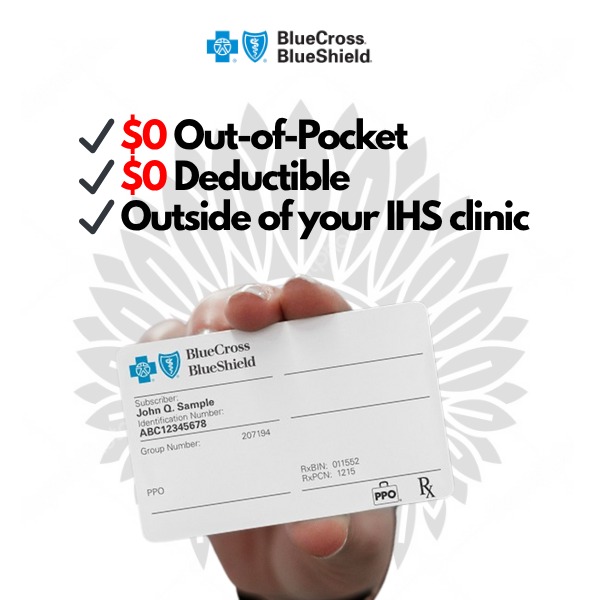 BlueCross
BlueShield
$0 Out-of-Pocket
$0 Deductible
Outside of your IHS clinic
BlueCross
BlueShield
Subscriber:
John Q. Sample
Identification Number:
ABC12345678
Group Number: 207194
PPO
RxBIN: 011552
RxPCN: 1215
PPO
Rx